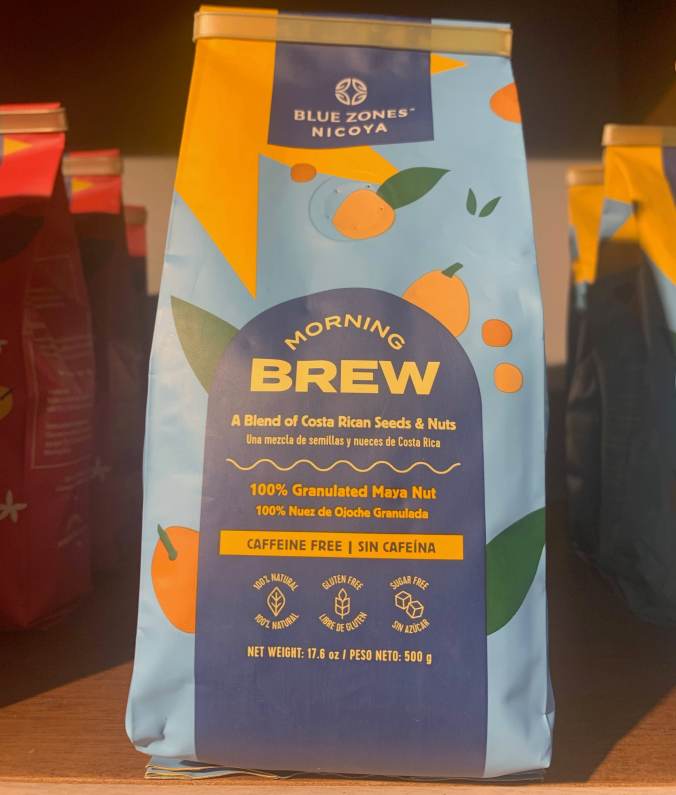 BLUE ZONES™
NICOYA
MORNING
BREW
A Blend of Costa Rican Seeds & Nuts
Una mezcla de semillas y nueces de Costa Rica
100% Granulated Maya Nut
100% Nuez de Ojoche Granulada
CAFFEINE FREE | SIN CAFEÍNA
100% NATURAL
100% NATURAL
GLUTEN FREE
LIBRE DE GLUTEN
SUGAR FREE
SIN AZÚCAR
NET WEIGHT: 17.6 oz / PESO NETO: 500 g